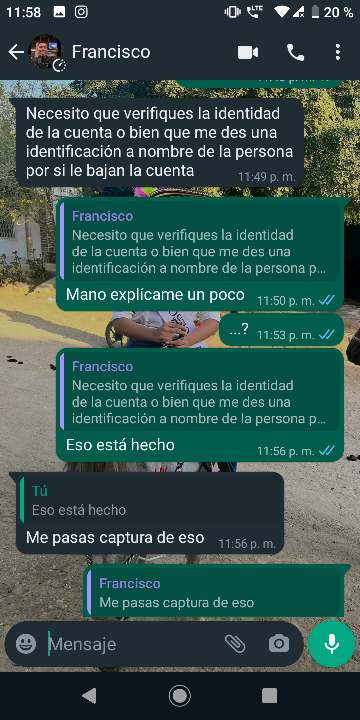 11:58
LTE
20 %
Francisco
Necesito que verifiques la identidad
de la cuenta o bien que me des una
identificación a nombre de la persona
por si le bajan la cuenta
11:49 p. m.
Francisco
Necesito que verifiques la identidad
de la cuenta o bien que me des una
identificación a nombre de la persona p...
Mano explícame un poco 11:50 p. m.
...? 11:53 p. m.
Francisco
Necesito que verifiques la identidad
de la cuenta o bien que me des una
identificación a nombre de la persona p...
Eso está hecho
11:56 p. m.
Tú
Eso está hecho
Me pasas captura de eso 11:56 p. m.
Francisco
Me pasas captura de eso
Mensaje